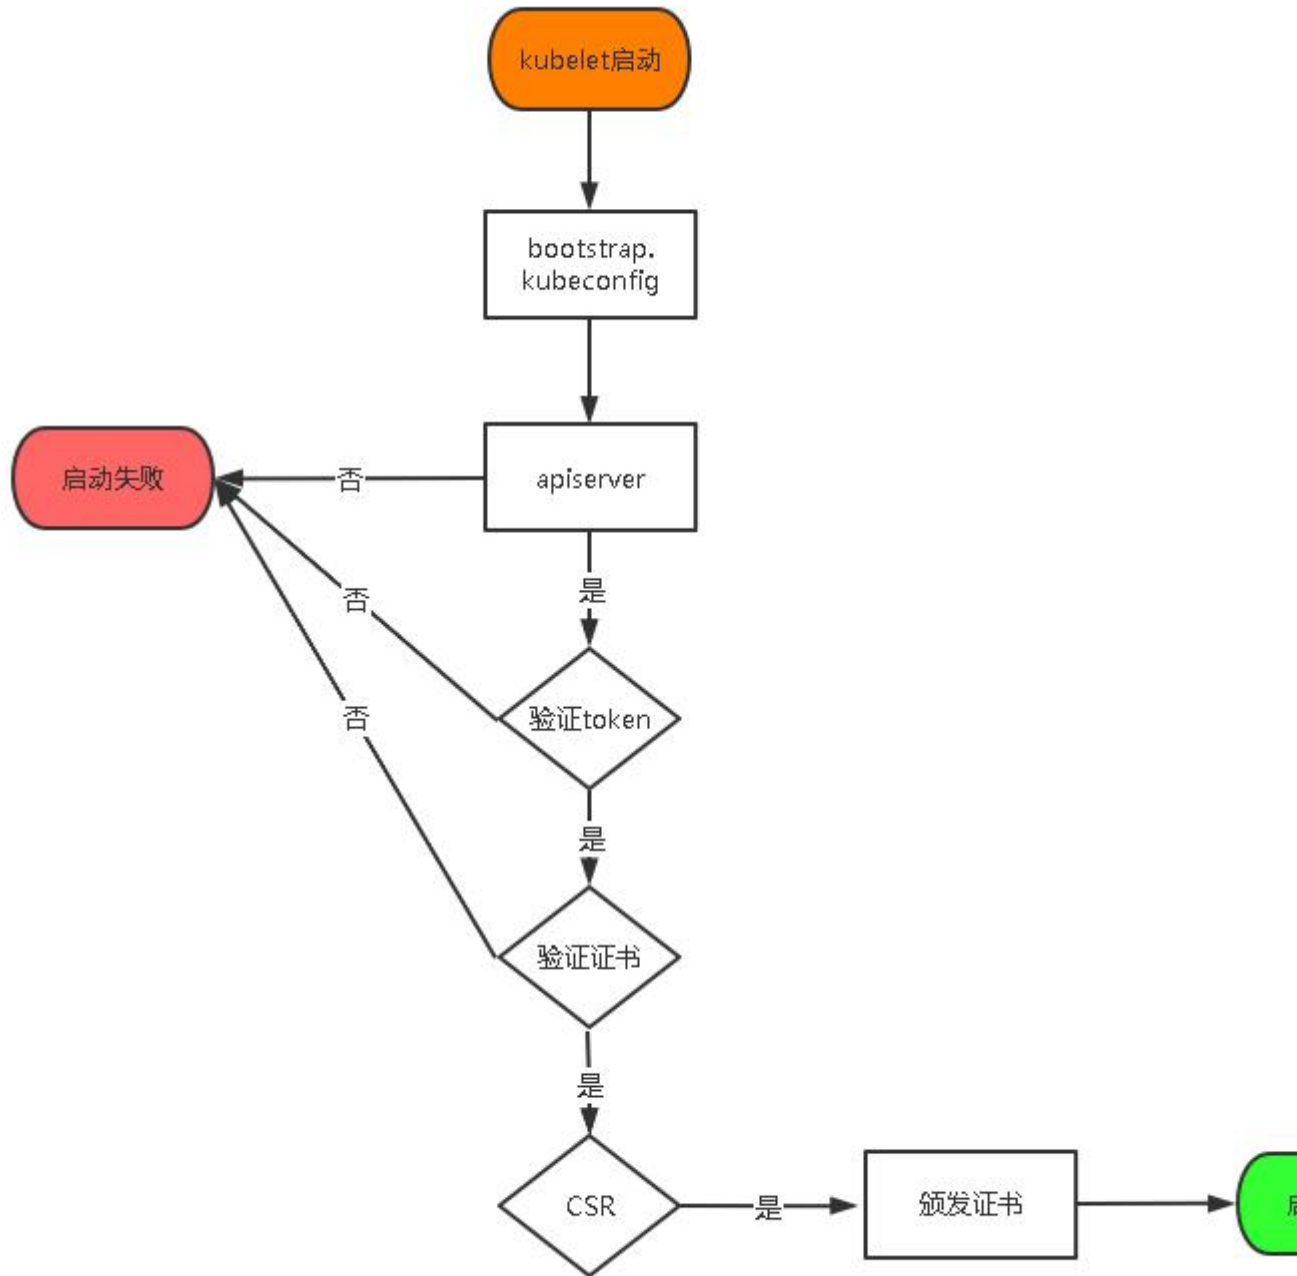 kubelet启动
bootstrap.
kubeconfig
启动失败
否
apiserver
是
否
验证token
否
是
验证证书
是
CSR
是
颁发证书